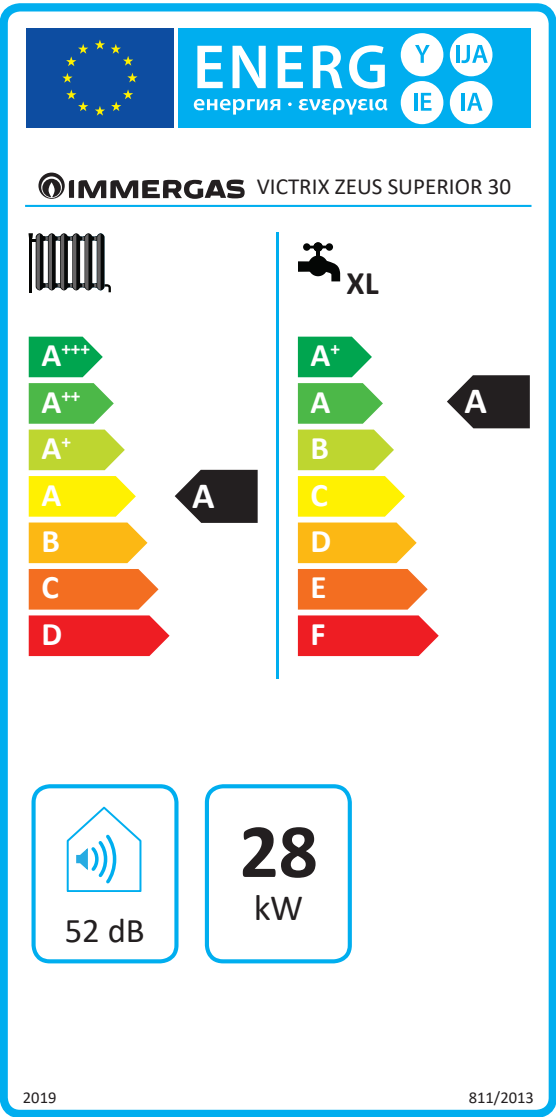 ENERG Y IJA
енергия · ενεργεια IE IA
IMMERGAS VICTRIX ZEUS SUPERIOR 30
XL
A+++
A++
A+
A
B
C
D
A
A+
A
B
C
D
E
F
A
52 dB
28
kW
2019
811/2013